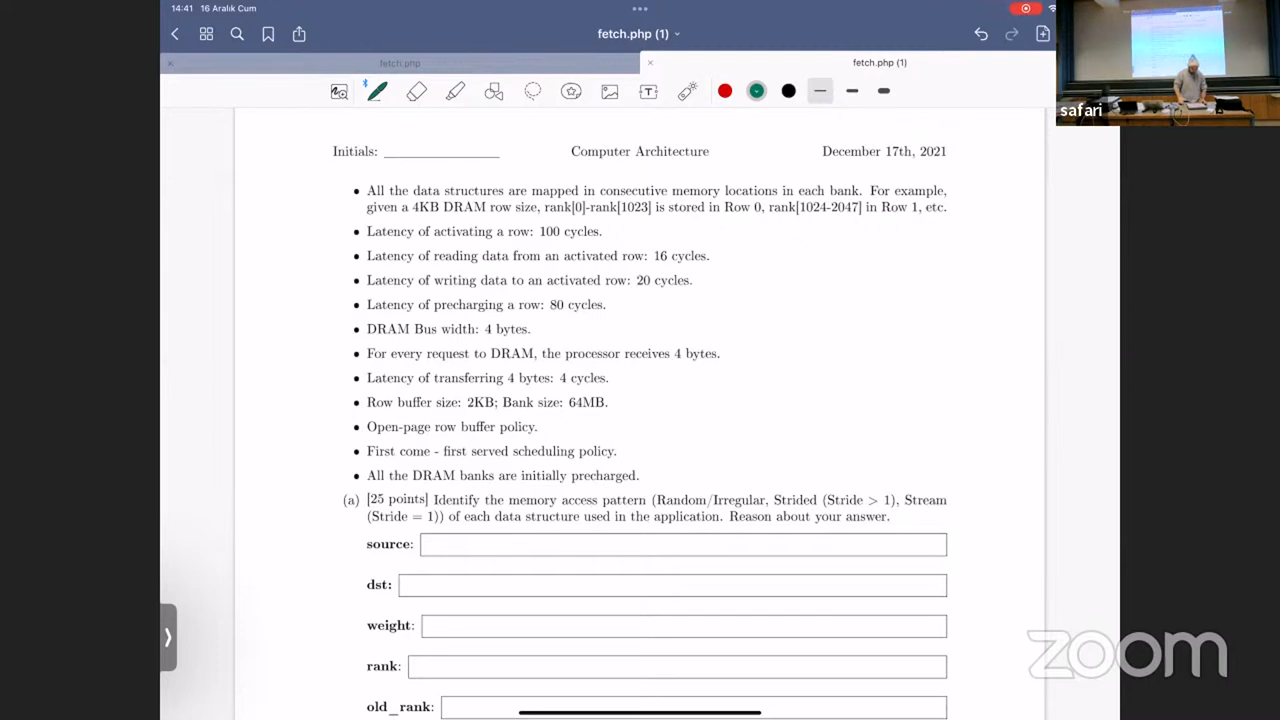 14:41 16 Aralık Cum
fetch.php (1)
fetch.php
fetch.php (1)
safari
Initials: Computer Architecture December 17th, 2021
• All the data structures are mapped in consecutive memory locations in each bank. For example,
given a 4KB DRAM row size, rank[0]-rank[1023] is stored in Row 0, rank[1024-2047] in Row 1, etc.
• Latency of activating a row: 100 cycles.
• Latency of reading data from an activated row: 16 cycles.
• Latency of writing data to an activated row: 20 cycles.
• Latency of precharging a row: 80 cycles.
• DRAM Bus width: 4 bytes.
• For every request to DRAM, the processor receives 4 bytes.
• Latency of transferring 4 bytes: 4 cycles.
• Row buffer size: 2KB; Bank size: 64MB.
• Open-page row buffer policy.
• First come - first served scheduling policy.
• All the DRAM banks are initially precharged.
(a) [25 points] Identify the memory access pattern (Random/Irregular, Strided (Stride > 1), Stream
(Stride = 1)) of each data structure used in the application. Reason about your answer.
source:
dst:
weight:
rank:
old_rank:
zoom